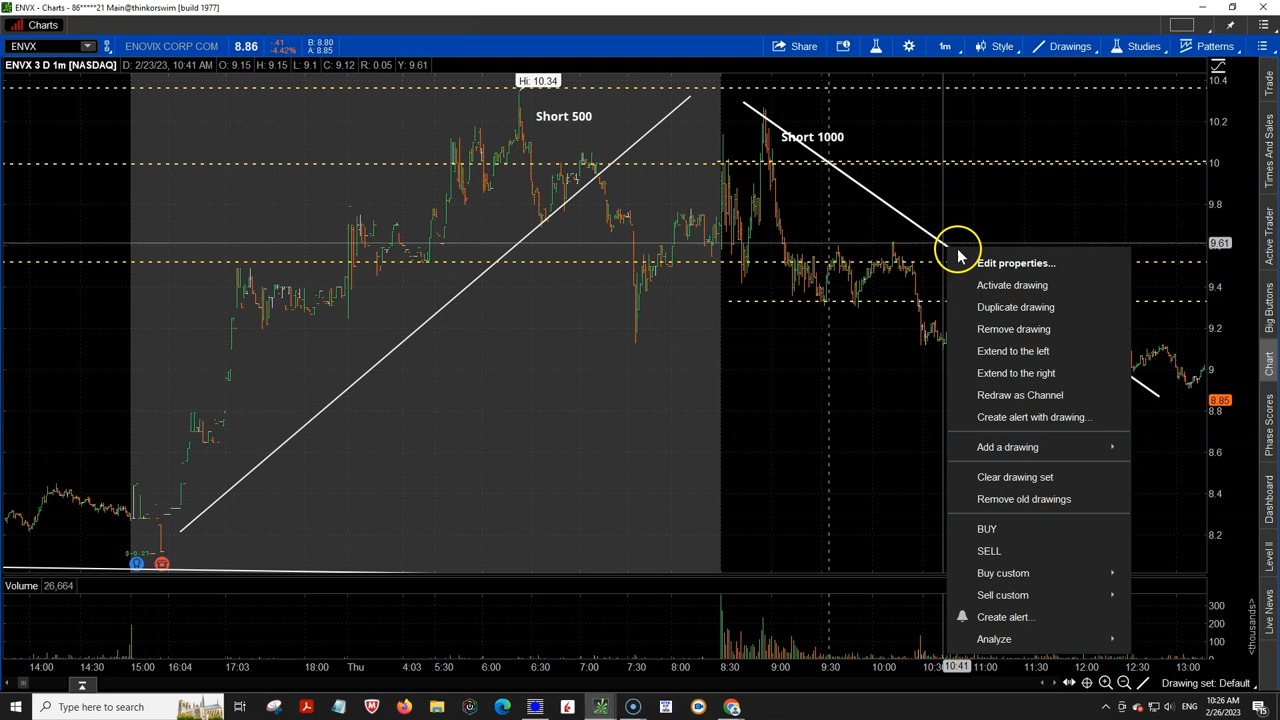 ENVX - Charts - 86*****21 Main@thinkorswim [build 1977]
Charts
ENVX
ENOVIX CORP COM
8.86
-.41
-4.42%
B: 8.80
A: 8.85
Share
1m
Style
Drawings
Studies
Patterns
ENVX 3 D 1m [NASDAQ]
D: 2/23/23, 10:41 AM
O: 9.15
H: 9.15
L: 9.1
C: 9.12
R: 0.05
Y: 9.61
Hi: 10.34
Short 500
Short 1000
10.4
10.2
10
9.8
9.61
9.4
9.2
9
8.85
8.8
8.6
8.4
8.2
Edit properties...
Activate drawing
Duplicate drawing
Remove drawing
Extend to the left
Extend to the right
Redraw as Channel
Create alert with drawing...
Add a drawing
Clear drawing set
Remove old drawings
BUY
SELL
Buy custom
Sell custom
Create alert...
Analyze
$-0.27
Volume
26,664
300
200
100
<thousands>
14:00
14:30
15:00
16:04
17:03
18:00
Thu
4:03
5:30
6:00
6:30
7:00
7:30
8:00
8:30
9:00
9:30
10:00
10:30
10:41
11:00
11:30
12:00
12:30
13:00
Drawing set: Default
Trade
Times And Sales
Active Trader
Big Buttons
Chart
Phase Scores
Dashboard
Level II
Live News
Type here to search
ENG
10:26 AM
2/26/2023
15